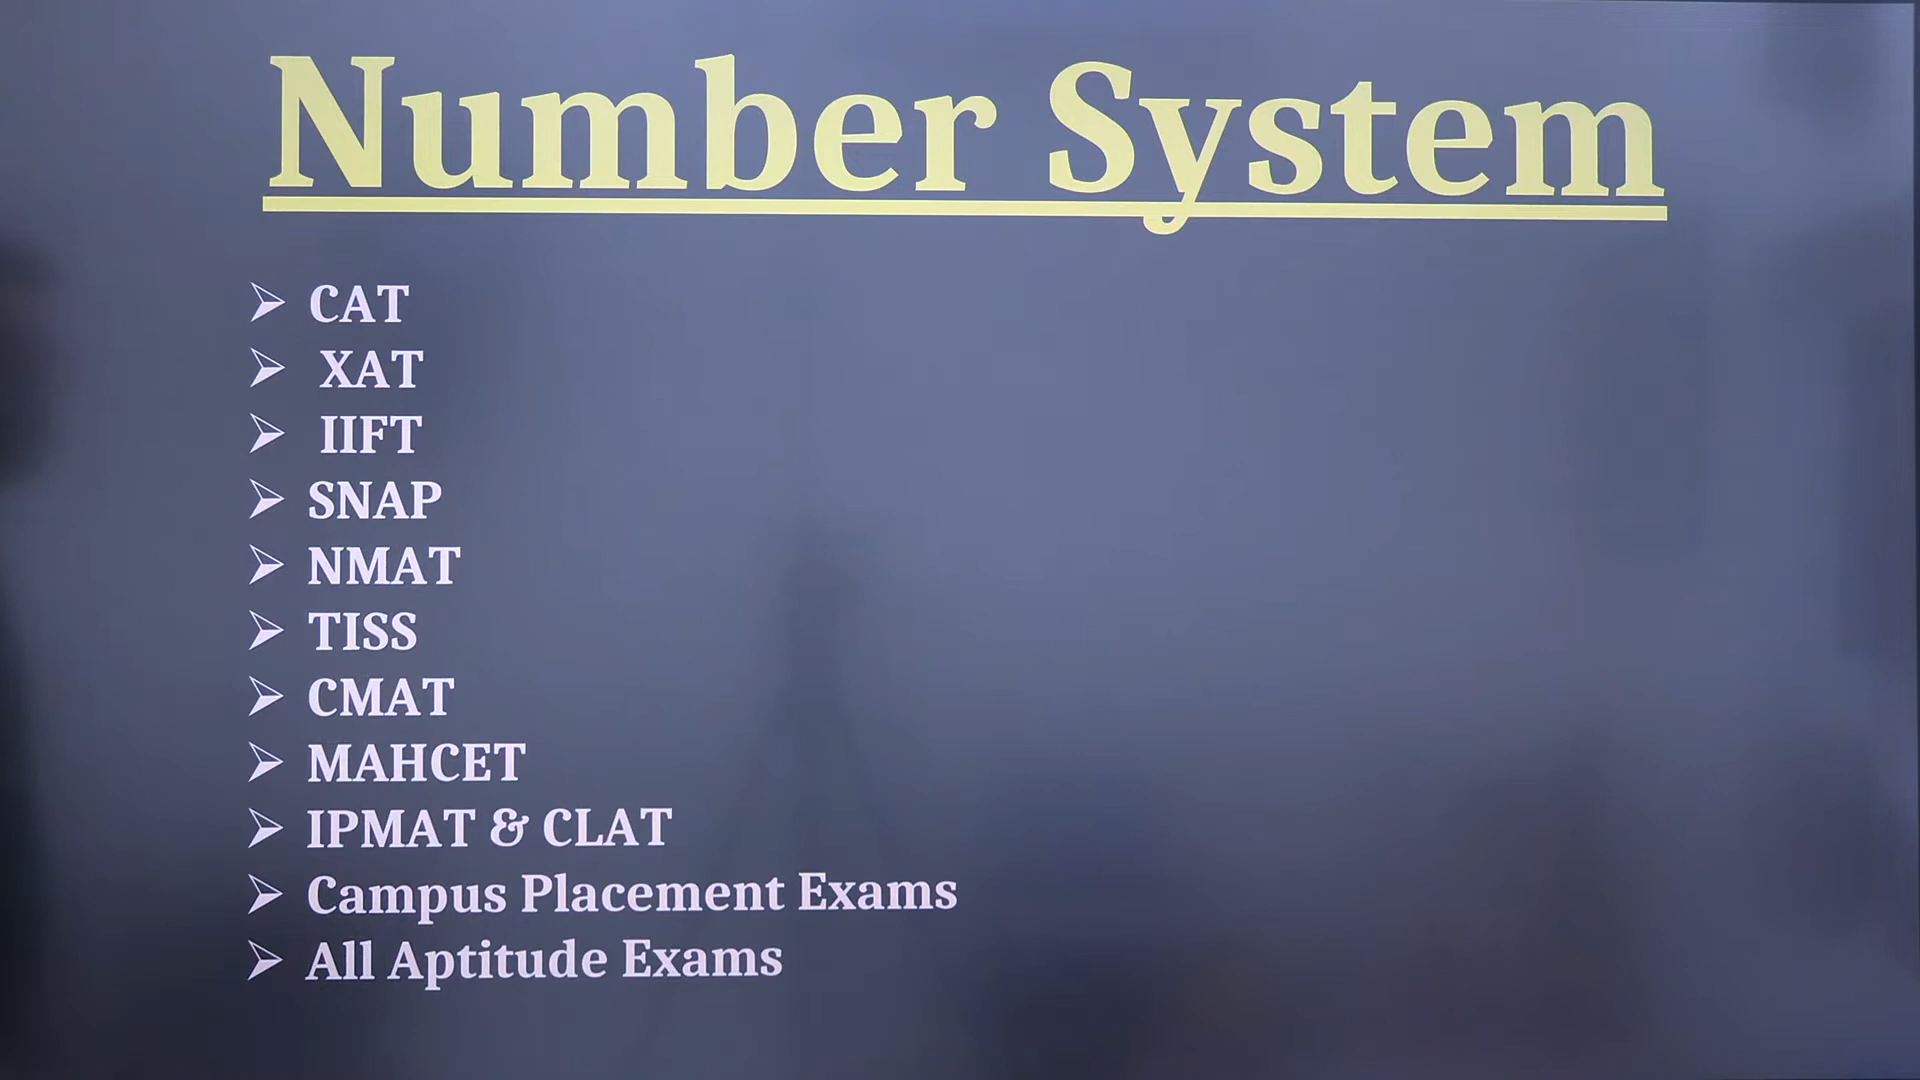 Number System
➢ CAT
➢ XAT
➢ IIFT
➢ SNAP
➢ NMAT
➢ TISS
➢ CMAT
➢ MAHCET
➢ IPMAT & CLAT
➢ Campus Placement Exams
➢ All Aptitude Exams